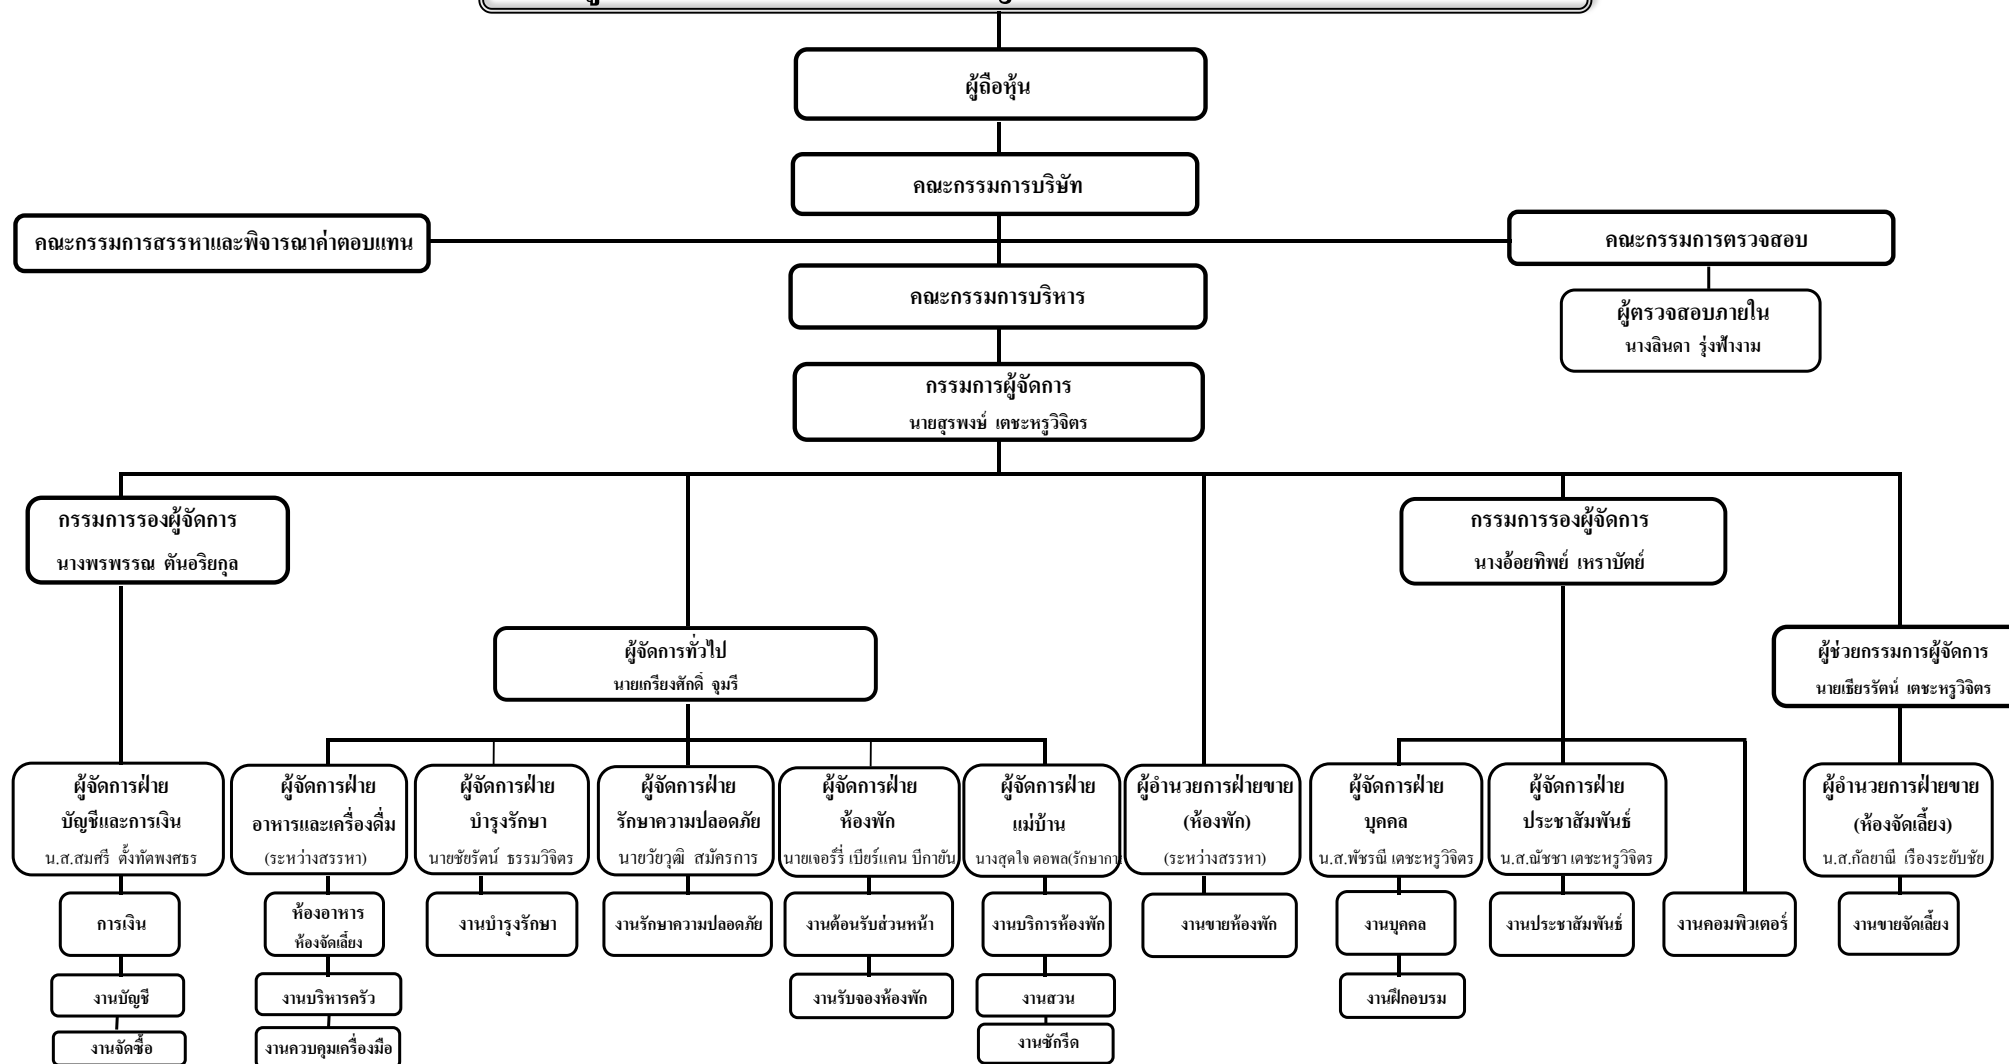 ผู้ถือหุ้น
คณะกรรมการบริษัท
คณะกรรมการสรรหาและพิจารณาค่าตอบแทน
คณะกรรมการตรวจสอบ
คณะกรรมการบริหาร
ผู้ตรวจสอบภายใน
นางลินดา รุ่งฟ้างาม
กรรมการผู้จัดการ
นายสุรพงษ์ เตชะหรูวิจิตร
กรรมการรองผู้จัดการ
นางพรพรรณ ตันอริยกุล
กรรมการรองผู้จัดการ
นางอ้อยทิพย์ เหราบัตย์
ผู้จัดการทั่วไป
นายเกรียงศักดิ์ จุมรี
ผู้ช่วยกรรมการผู้จัดการ
นายเธียรรัตน์ เตชะหรูวิจิตร
ผู้จัดการฝ่าย
บัญชีและการเงิน
น.ส.สมศรี ตั้งทัตพงศธร
ผู้จัดการฝ่าย
อาหารและเครื่องดื่ม
(ระหว่างสรรหา)
ผู้จัดการฝ่าย
บำรุงรักษา
นายชัยรัตน์ ธรรมวิจิตร
ผู้จัดการฝ่าย
รักษาความปลอดภัย
นายวัยวุฒิ สมัครการ
ผู้จัดการฝ่าย
ห้องพัก
นายเจอร์รี่ เบียร์แคน บีกายัน
ผู้จัดการฝ่าย
แม่บ้าน
นางสุดใจ ตอพล(รักษากา
ผู้อำนวยการฝ่ายขาย
(ห้องพัก)
(ระหว่างสรรหา)
ผู้จัดการฝ่าย
บุคคล
น.ส.พัชรณี เตชะหรูวิจิตร
ผู้จัดการฝ่าย
ประชาสัมพันธ์
น.ส.ณัชชา เตชะหรูวิจิตร
ผู้อำนวยการฝ่ายขาย
(ห้องจัดเลี้ยง)
น.ส.กัลยาณี เรืองระยับชัย
การเงิน
ห้องอาหาร
ห้องจัดเลี้ยง
งานบำรุงรักษา
งานรักษาความปลอดภัย
งานต้อนรับส่วนหน้า
งานบริการห้องพัก
งานขายห้องพัก
งานบุคคล
งานประชาสัมพันธ์
งานคอมพิวเตอร์
งานขายจัดเลี้ยง
งานบัญชี
งานบริหารครัว
งานรับจองห้องพัก
งานสวน
งานฝึกอบรม
งานจัดซื้อ
งานควบคุมเครื่องมือ
งานซักรีด